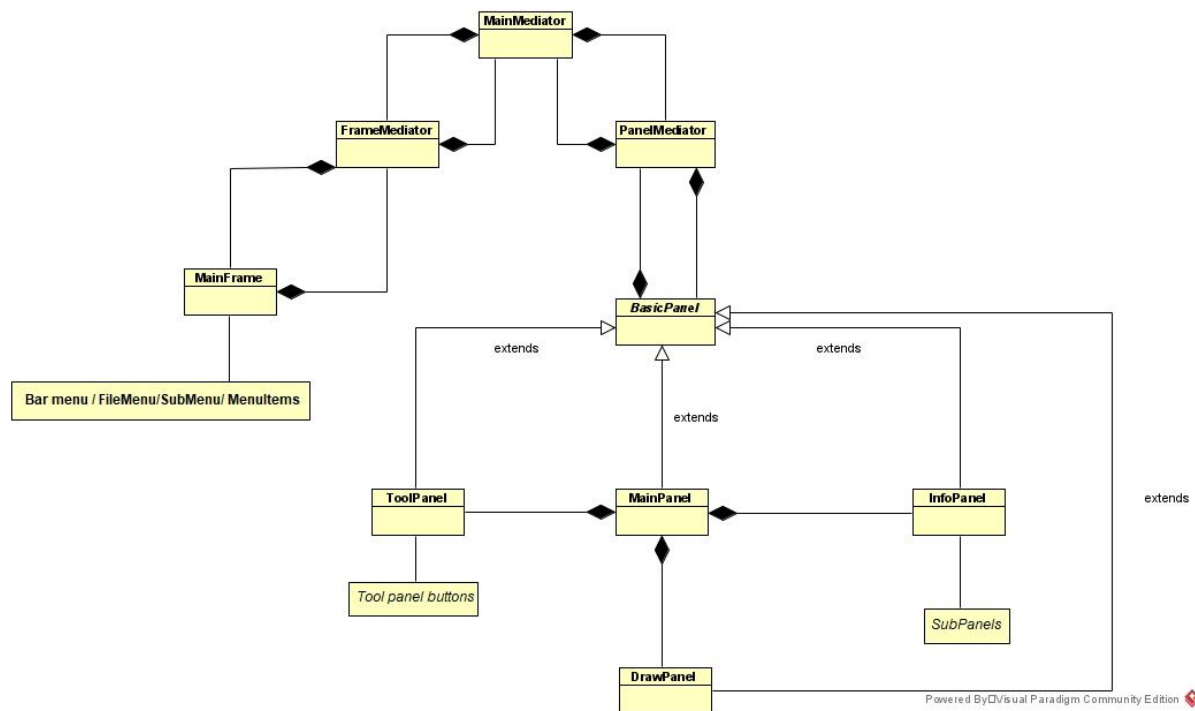 MainMediator
FrameMediator
PanelMediator
MainFrame
BasicPanel
extends
extends
Bar menu / FileMenu/SubMenu/ MenuItems
extends
ToolPanel
MainPanel
InfoPanel
extends
Tool panel buttons
SubPanels
DrawPanel
Powered By□Visual Paradigm Community Edition